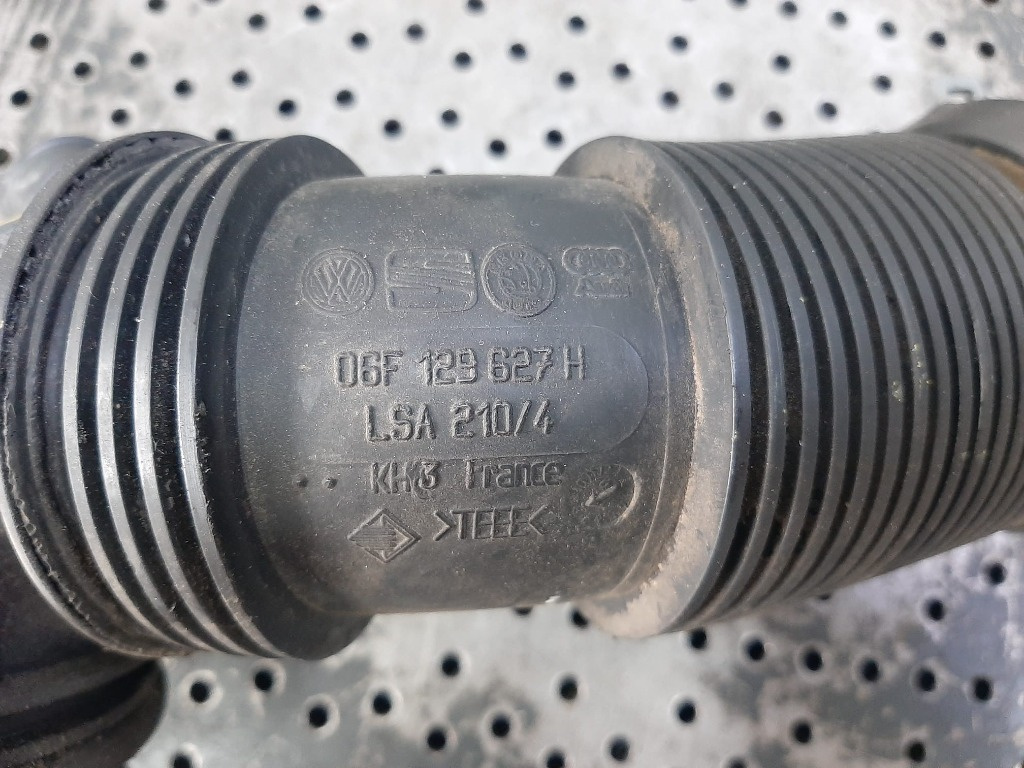 06F 129 627 H
LSA 210/4
KH3 France
>TEEE<